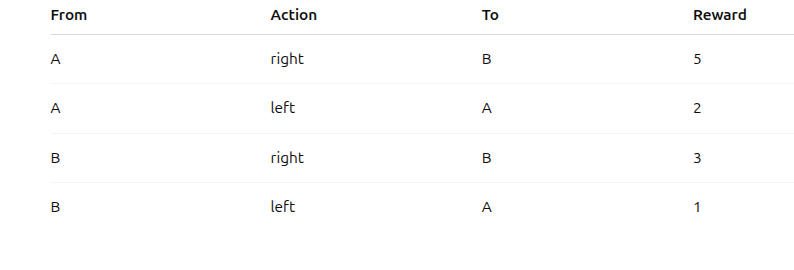 From Action To Reward
A right B 5
A left A 2
B right B 3
B left A 1